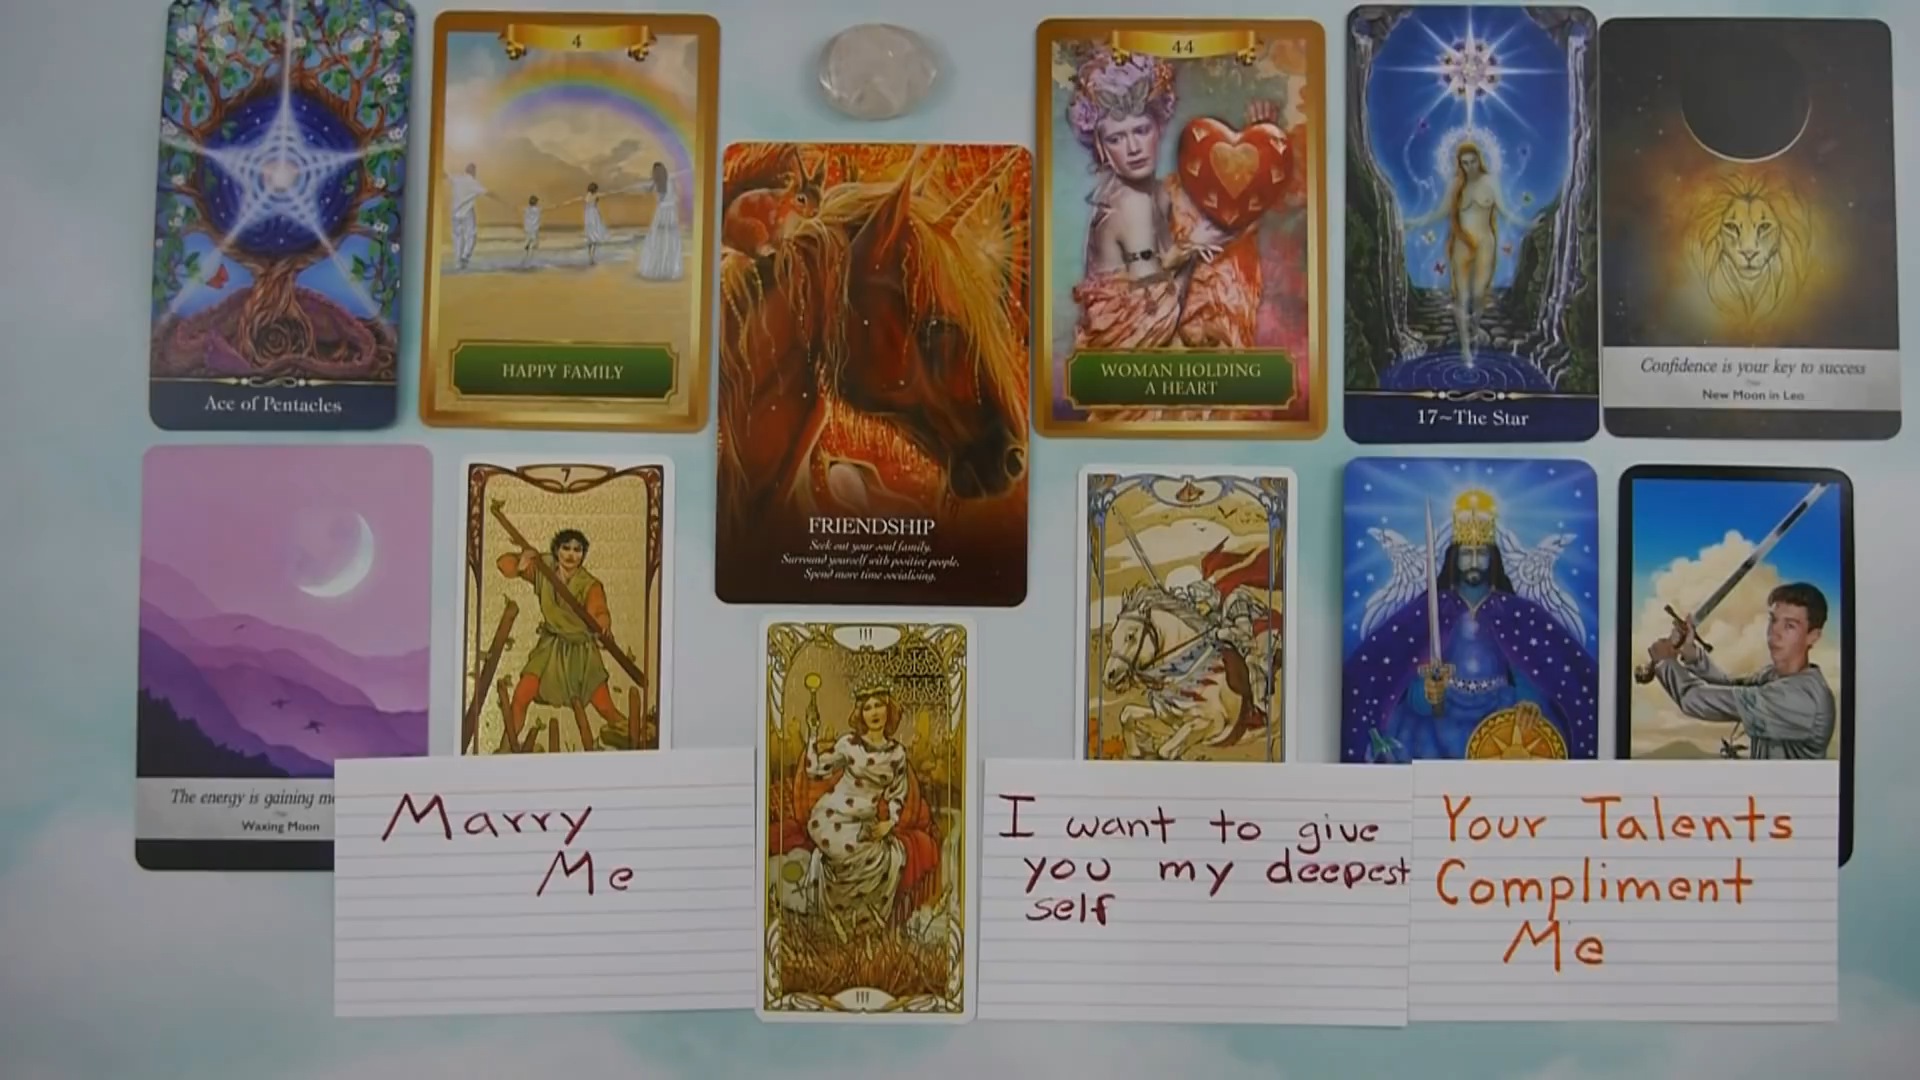 Ace of Pentacles
4
HAPPY FAMILY
FRIENDSHIP
Seek out your soul family.
Surround yourself with positive people.
Spend more time socialising.
44
WOMAN HOLDING
A HEART
17~The Star
Confidence is your key to success
New Moon in Leo
The energy is gaining
Waxing Moon
7
III
III
Marry
Me
I want to give
you my deepest
self
Your Talents
Compliment
Me